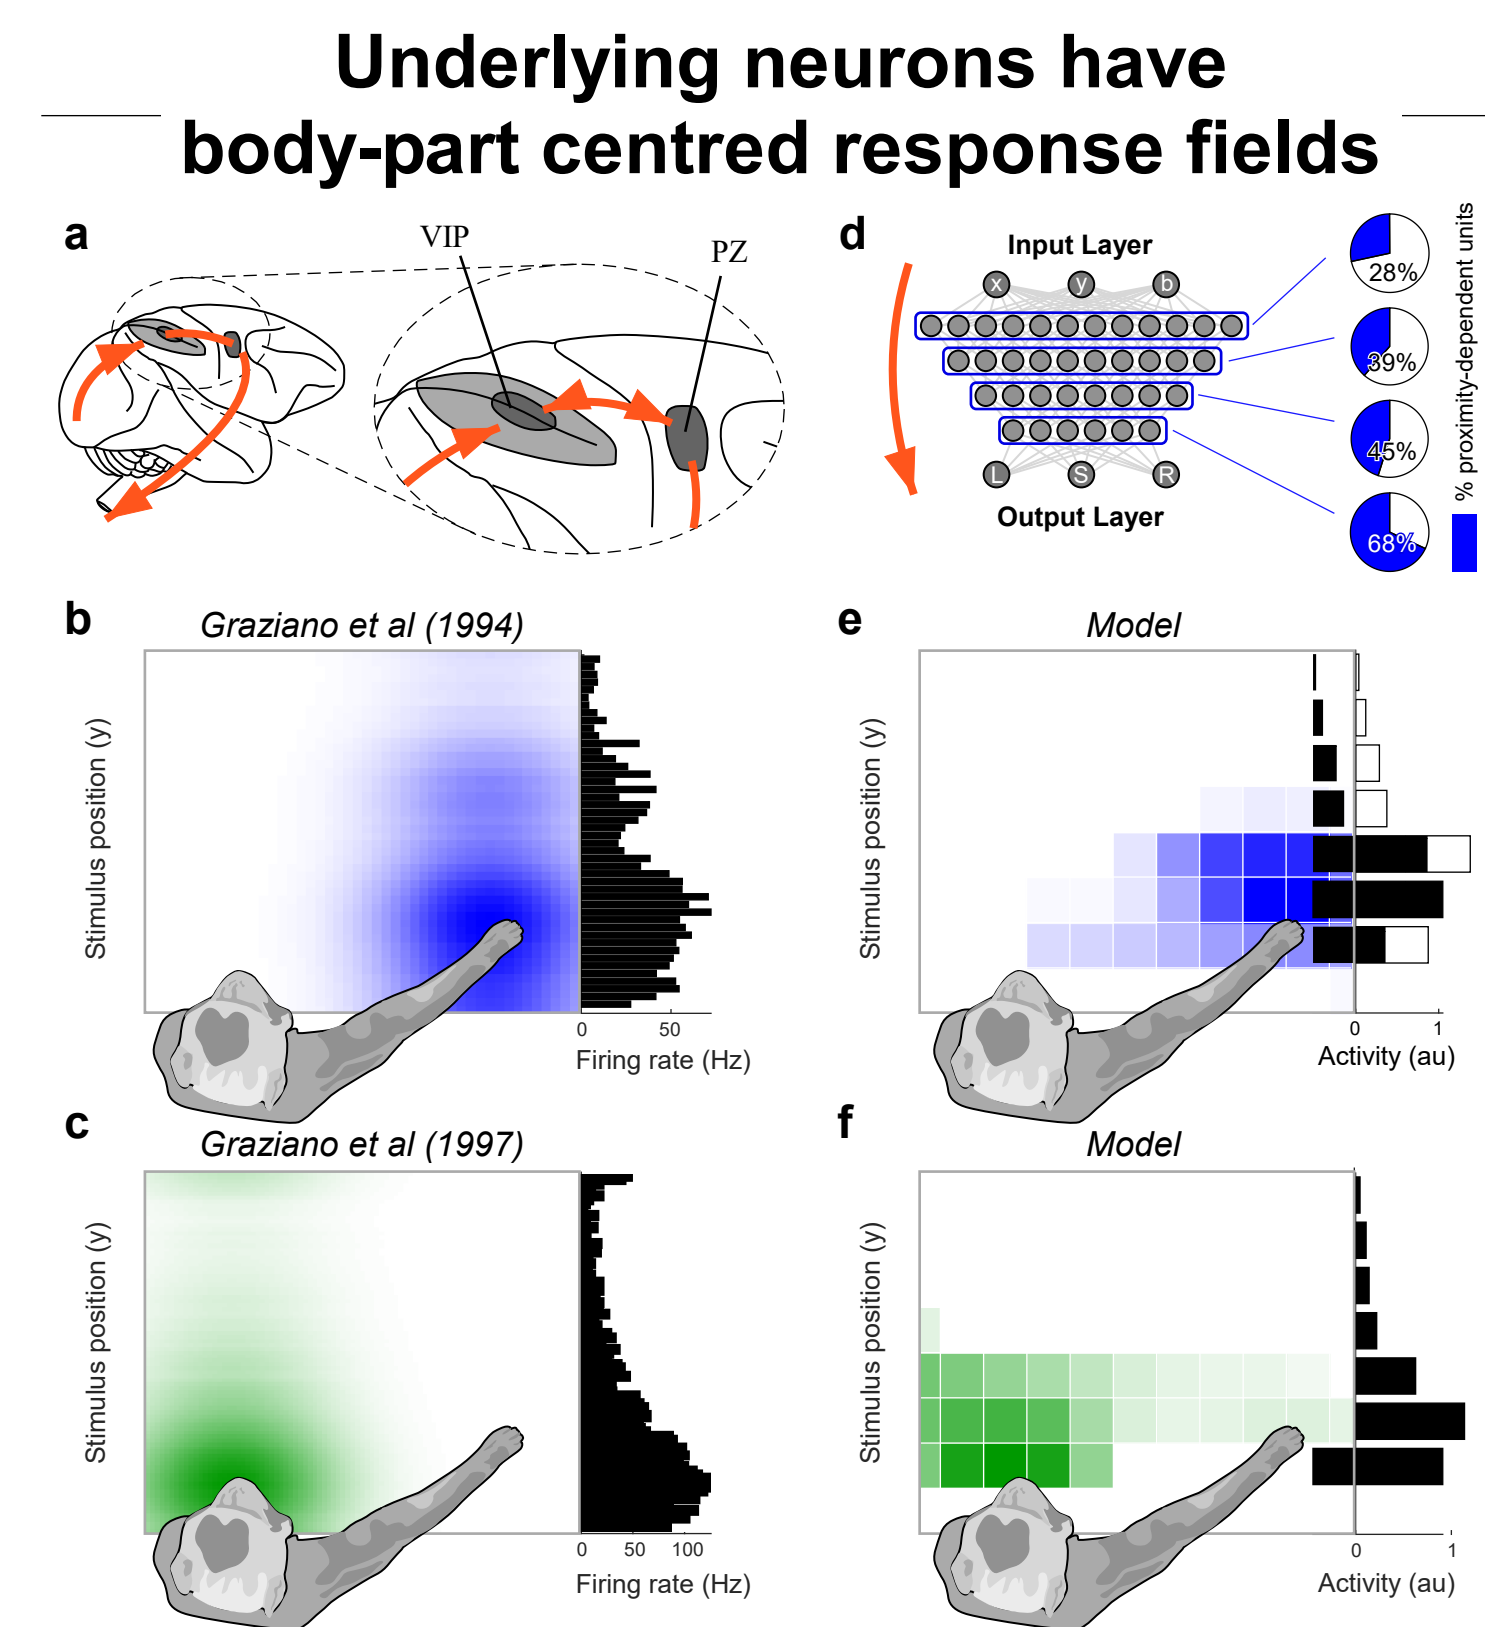 Underlying neurons have
body-part centred response fields
a
VIP
PZ
d
Input Layer
x y b
L S R
Output Layer
28%
39%
45%
68%
% proximity-dependent units
b
Graziano et al (1994)
Stimulus position (y)
0 50
Firing rate (Hz)
e
Model
Stimulus position (y)
0 1
Activity (au)
c
Graziano et al (1997)
Stimulus position (y)
0 50 100
Firing rate (Hz)
f
Model
Stimulus position (y)
0 1
Activity (au)